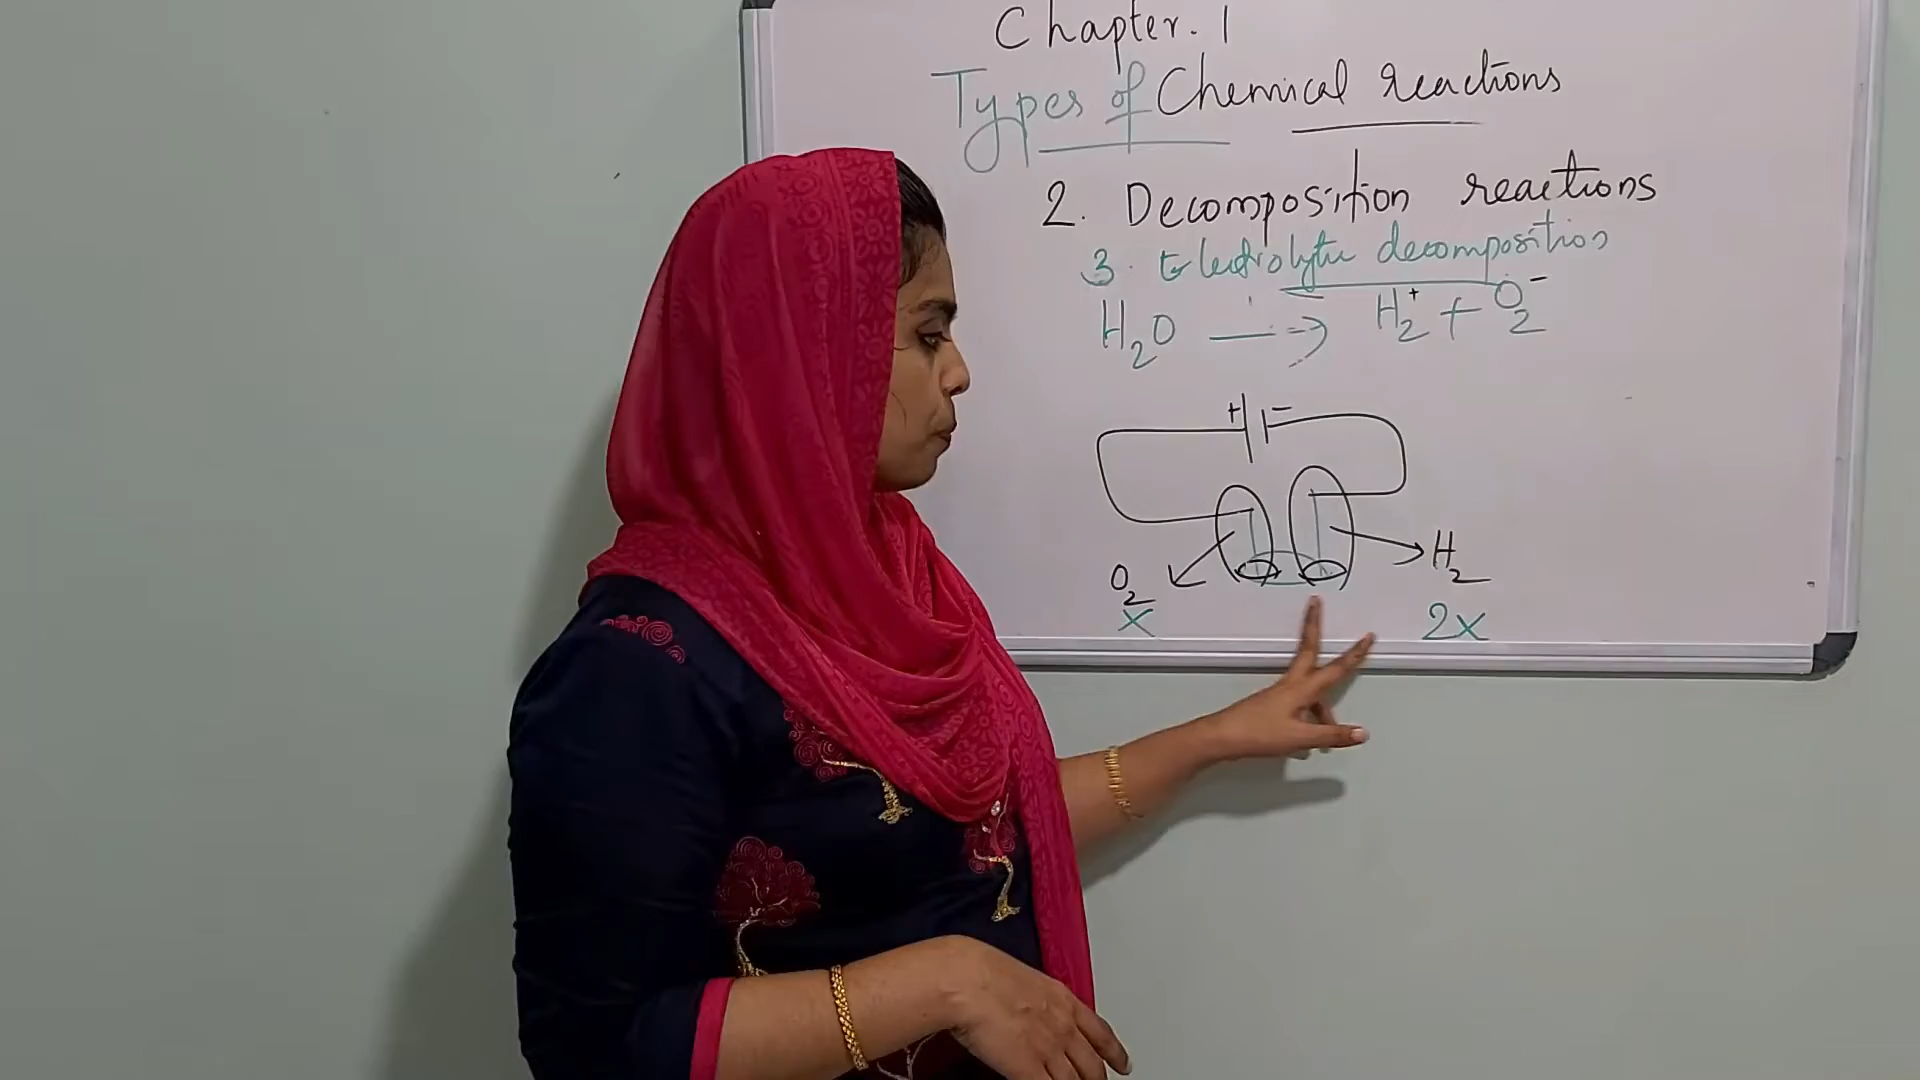 Chapter. 1
Types of Chemical reactions
2. Decomposition reactions
3. Electrolytic decomposition
H₂O → H₂⁺ + O₂⁻
+ −
O₂
H₂
x
2x